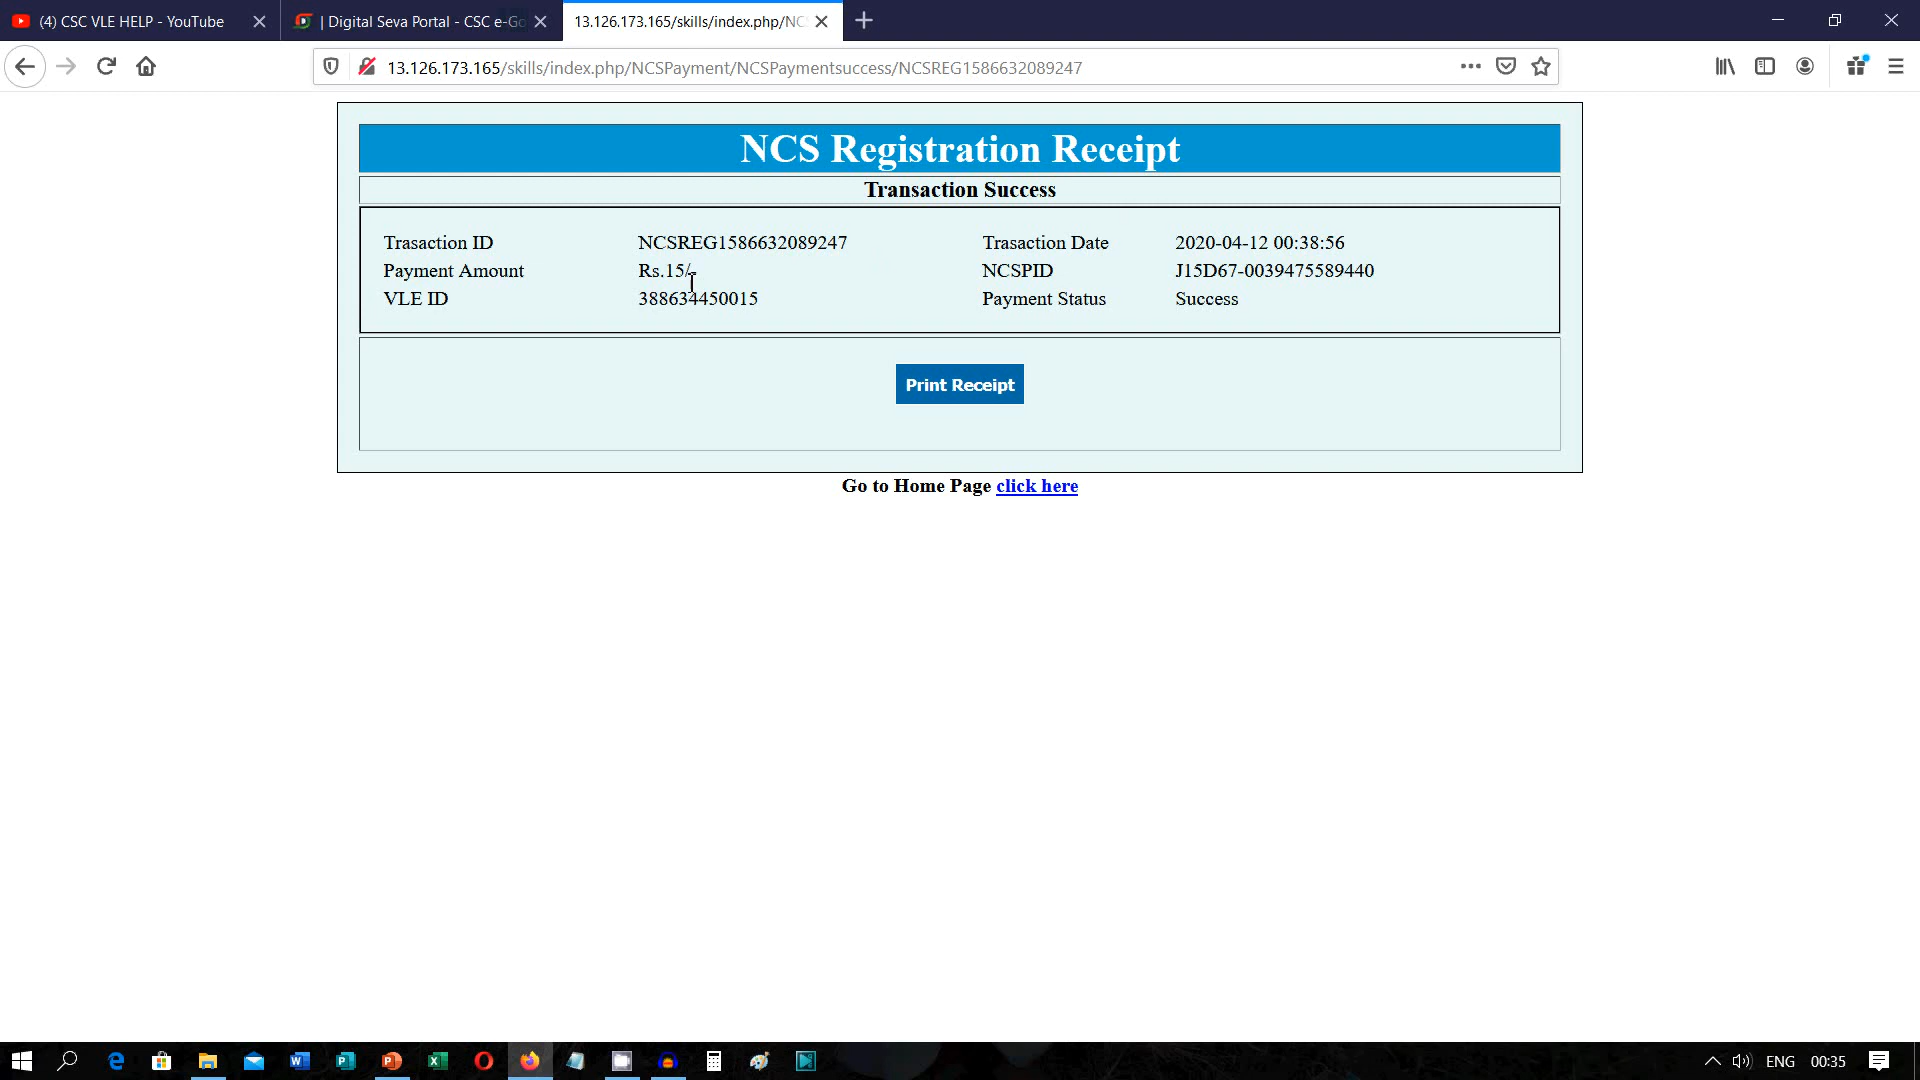 (4) CSC VLE HELP - YouTube
| Digital Seva Portal - CSC e-Go
13.126.173.165/skills/index.php/NC
13.126.173.165/skills/index.php/NCSPayment/NCSPaymentsuccess/NCSREG1586632089247
NCS Registration Receipt
Transaction Success
Trasaction ID NCSREG1586632089247 Trasaction Date 2020-04-12 00:38:56
Payment Amount Rs.15/- NCSPID J15D67-0039475589440
VLE ID 388634450015 Payment Status Success
Print Receipt
Go to Home Page click here
ENG 00:35